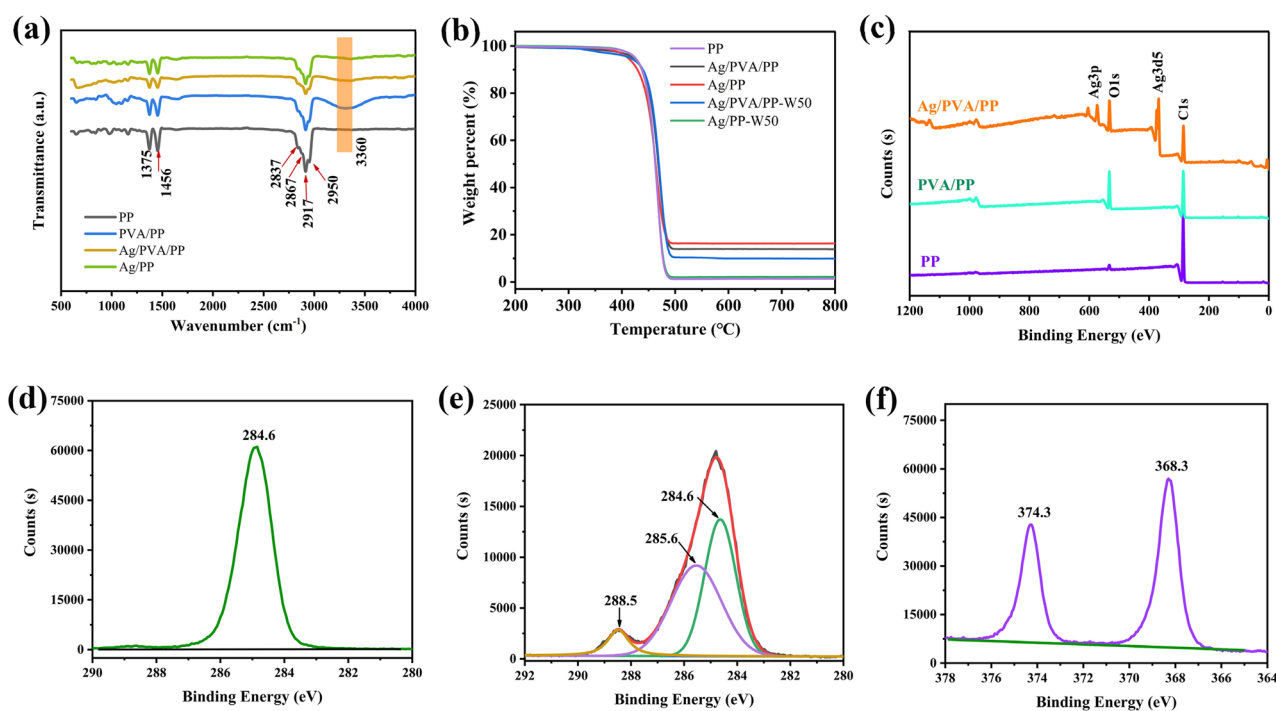 (a)
Transmittance (a.u.)
1375
1456
2837
2867
2917
2950
3360
PP
PVA/PP
Ag/PVA/PP
Ag/PP
500 1000 1500 2000 2500 3000 3500 4000
Wavenumber (cm-1)
(b)
Weight percent (%)
100
80
60
40
20
0
PP
Ag/PVA/PP
Ag/PP
Ag/PVA/PP-W50
Ag/PP-W50
200 300 400 500 600 700 800
Temperature (℃)
(c)
Counts (s)
Ag/PVA/PP
PVA/PP
PP
Ag3p
O1s
Ag3d5
C1s
1200 1000 800 600 400 200 0
Binding Energy (eV)
(d)
Counts (s)
75000
60000
45000
30000
15000
0
284.6
290 288 286 284 282 280
Binding Energy (eV)
(e)
Counts (s)
25000
20000
15000
10000
5000
0
284.6
285.6
288.5
292 290 288 286 284 282 280
Binding Energy (eV)
(f)
Counts (s)
75000
60000
45000
30000
15000
0
374.3
368.3
378 376 374 372 370 368 366 364
Binding Energy (eV)